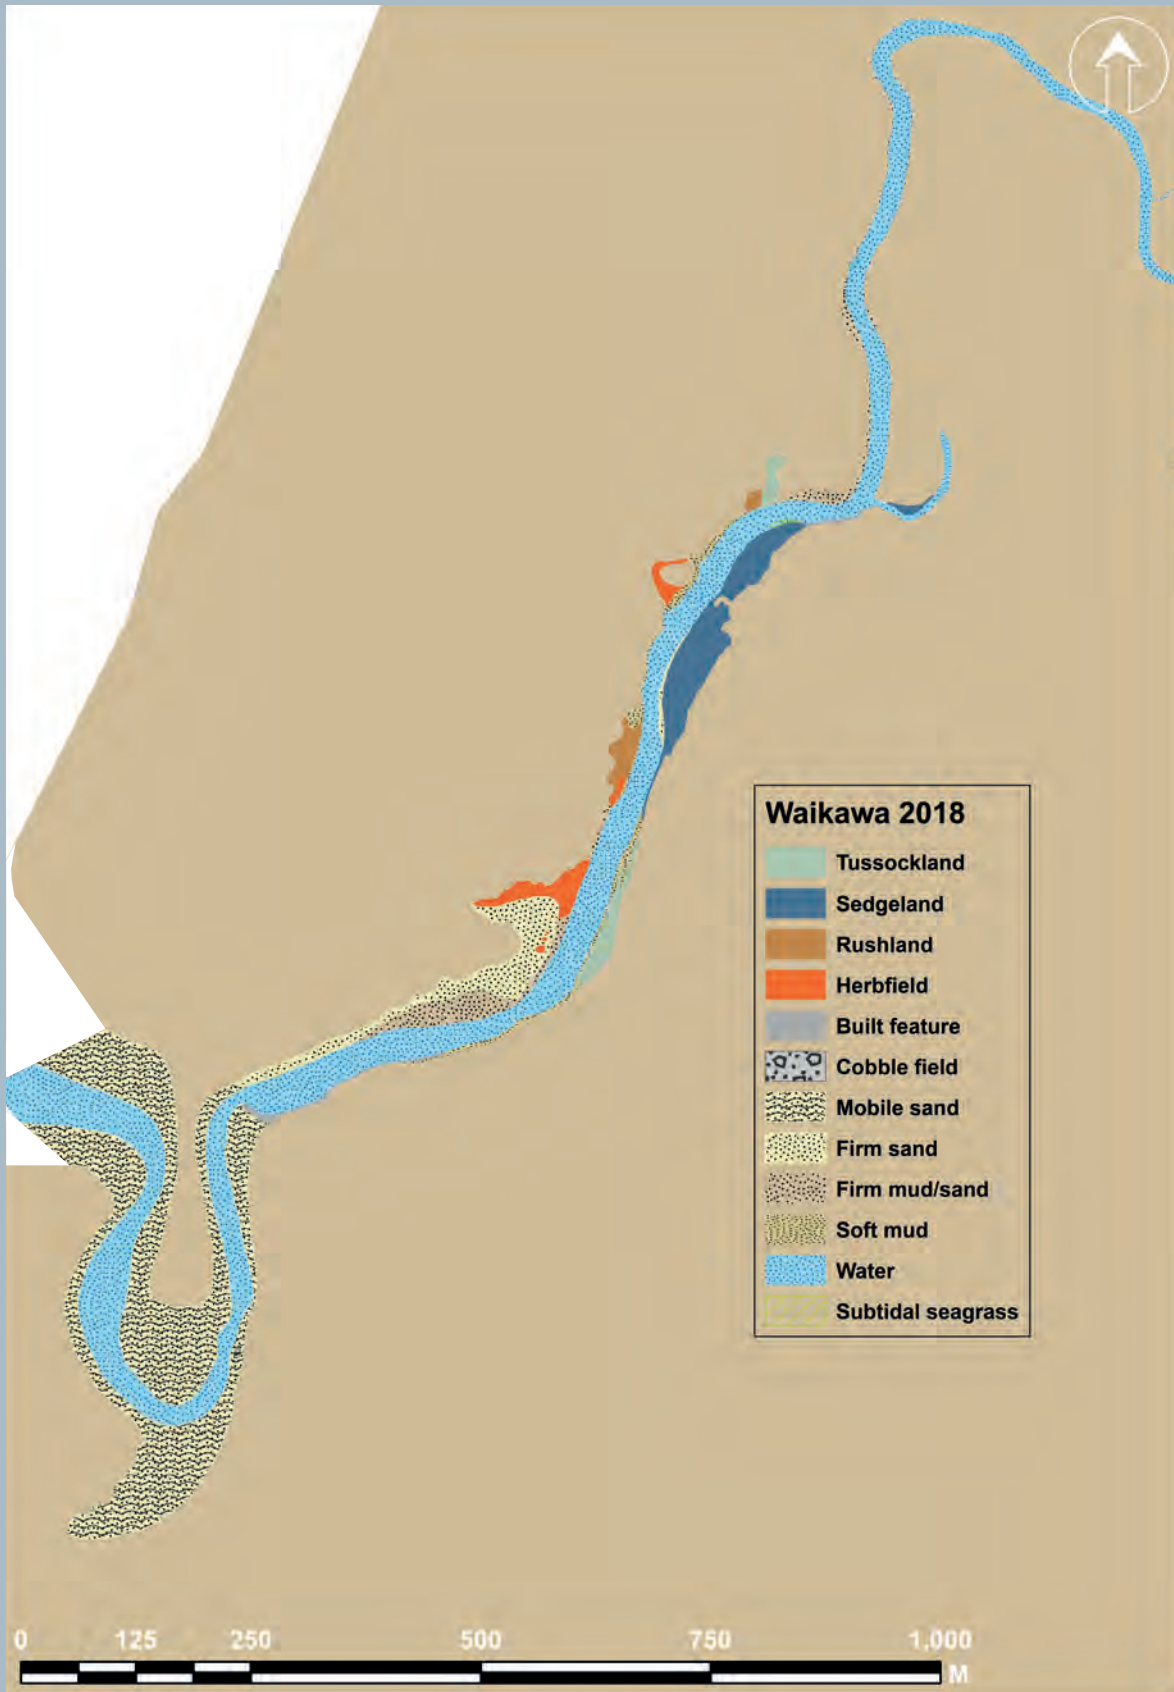 Waikawa 2018
Tussockland
Sedgeland
Rushland
Herbfield
Built feature
Cobble field
Mobile sand
Firm sand
Firm mud/sand
Soft mud
Water
Subtidal seagrass
0 125 250 500 750 1,000
M